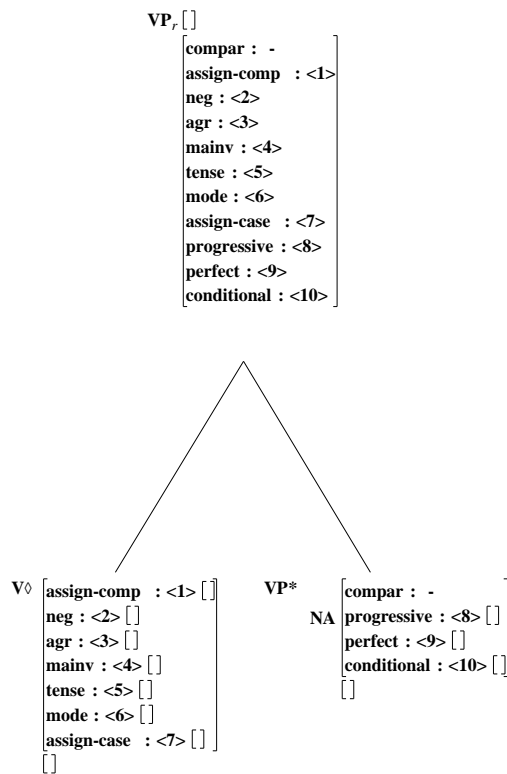 VPr []
[compar : -
assign-comp : <1>
neg : <2>
agr : <3>
mainv : <4>
tense : <5>
mode : <6>
assign-case : <7>
progressive : <8>
perfect : <9>
conditional : <10>]
V◊ [assign-comp : <1> []
neg : <2> []
agr : <3> []
mainv : <4> []
tense : <5> []
mode : <6> []
assign-case : <7> []]
[]
VP* [compar : -
NA progressive : <8> []
perfect : <9> []
conditional : <10> []]
[]